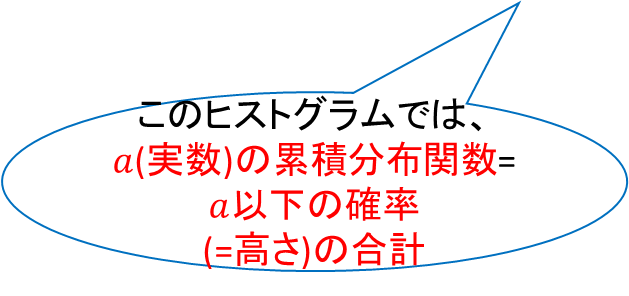 このヒストグラムでは、
a(実数)の累積分布関数=
a以下の確率
(=高さ)の合計